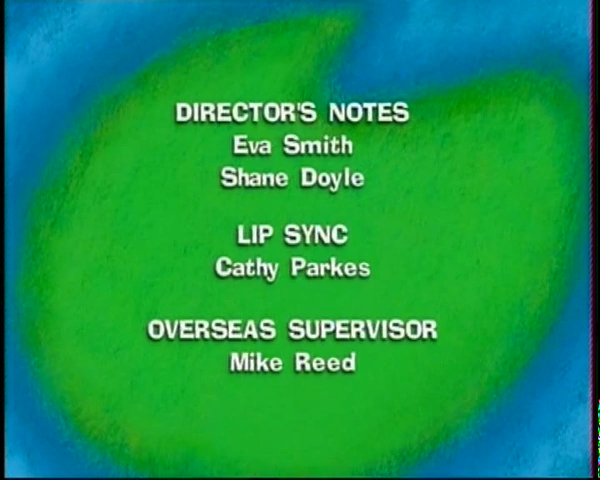 DIRECTOR'S NOTES
Eva Smith
Shane Doyle
LIP SYNC
Cathy Parkes
OVERSEAS SUPERVISOR
Mike Reed